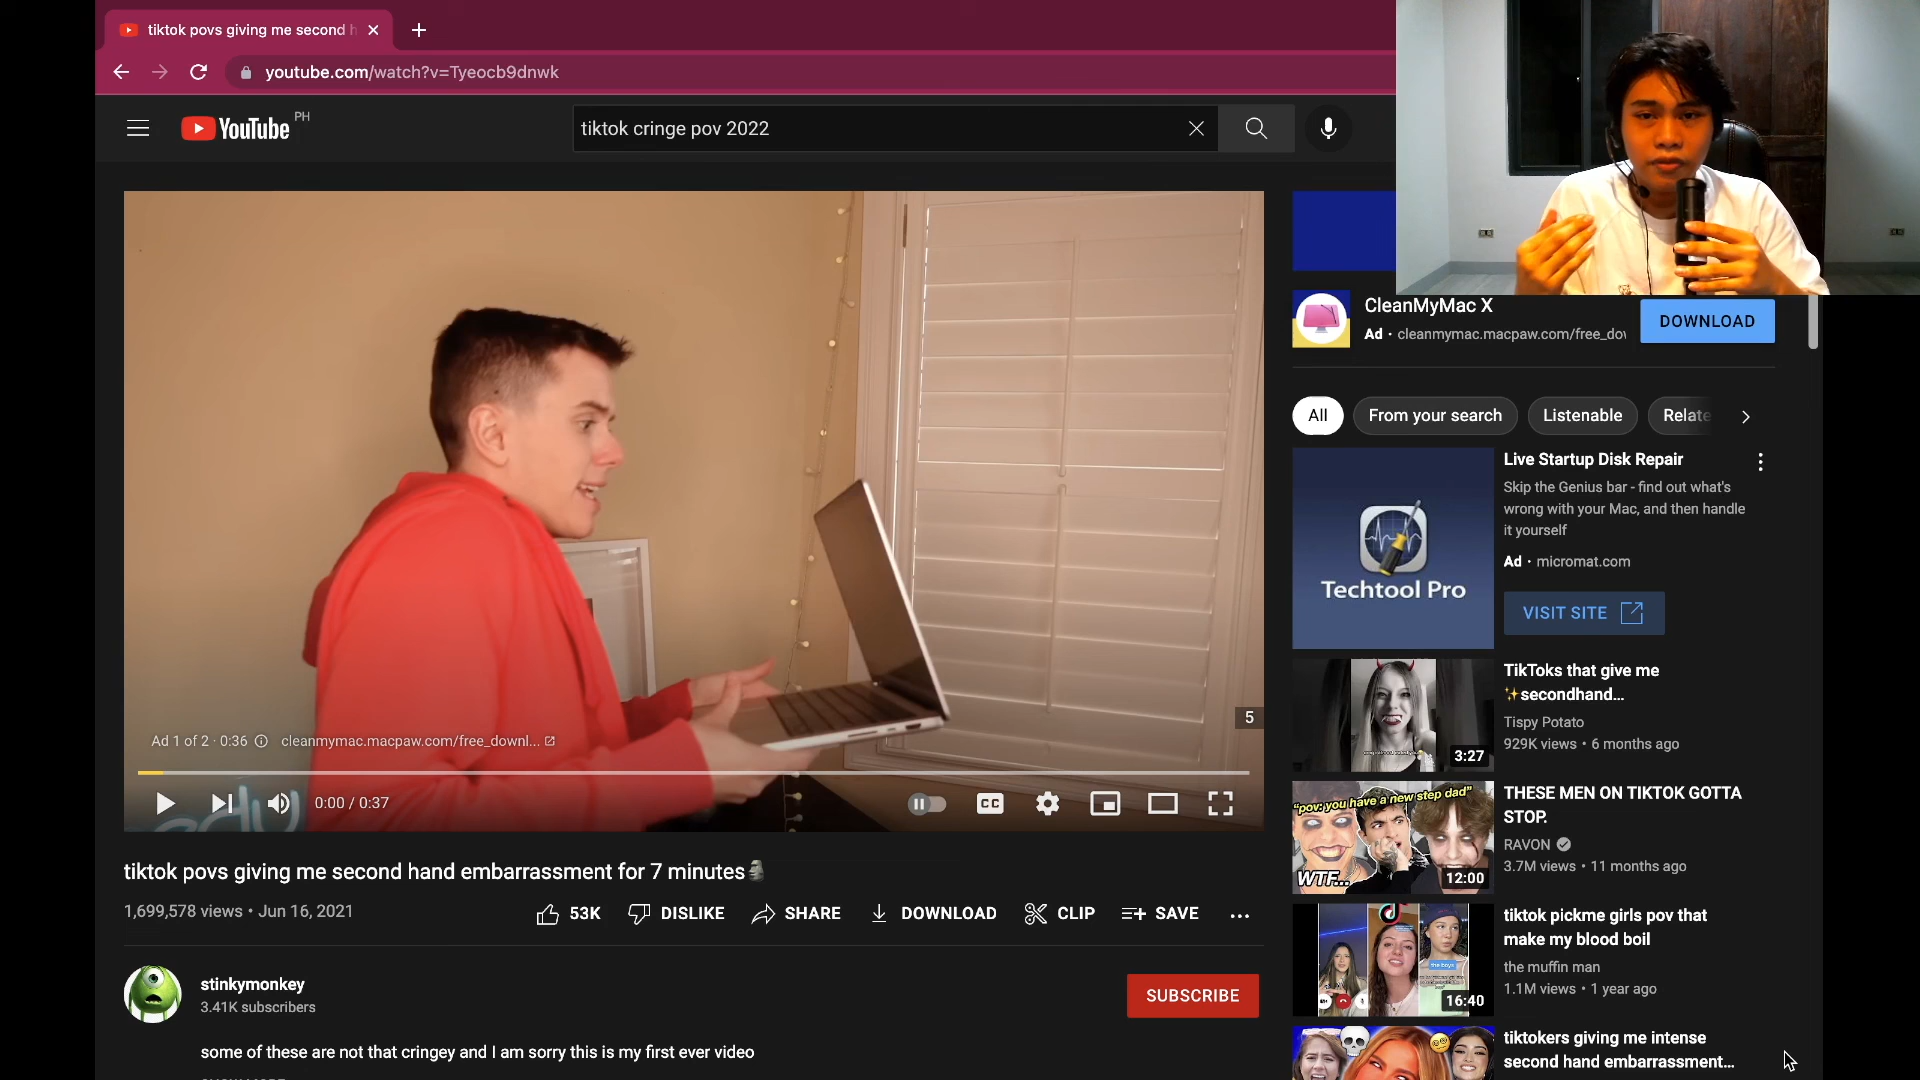 tiktok povs giving me second h
youtube.com/watch?v=Tyeocb9dnwk
YouTube PH
tiktok cringe pov 2022
CleanMyMac X
Ad · cleanmymac.macpaw.com/free_do
DOWNLOAD
All
From your search
Listenable
Relate
Live Startup Disk Repair
Skip the Genius bar - find out what's
wrong with your Mac, and then handle
it yourself
Ad · micromat.com
VISIT SITE
Techtool Pro
5
Ad 1 of 2 · 0:36
cleanmymac.macpaw.com/free_downl...
0:00 / 0:37
CC
TikToks that give me
✨secondhand...
Tispy Potato
929K views • 6 months ago
3:27
"pov: you have a new step dad"
WTF...
12:00
THESE MEN ON TIKTOK GOTTA
STOP.
RAVON
3.7M views • 11 months ago
tiktok povs giving me second hand embarrassment for 7 minutes🗿
1,699,578 views • Jun 16, 2021
53K
DISLIKE
SHARE
DOWNLOAD
CLIP
SAVE
stinkymonkey
3.41K subscribers
SUBSCRIBE
some of these are not that cringey and I am sorry this is my first ever video
the boys
16:40
tiktok pickme girls pov that
make my blood boil
the muffin man
1.1M views • 1 year ago
tiktokers giving me intense
second hand embarrassment...